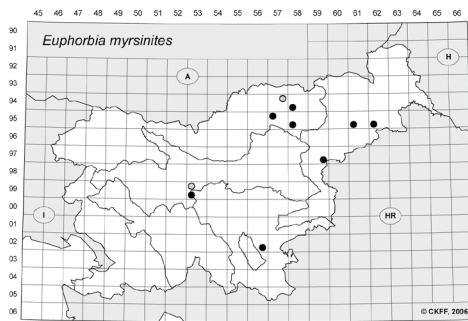 45 46 47 48 49 50 51 52 53 54 55 56 57 58 59 60 61 62 63 64 65 66
90
Euphorbia myrsinites
91
H
92
A
93
94
95
96
97
98
99
00
I
HR
01
02
03
04
05
06
© CKFF, 2006